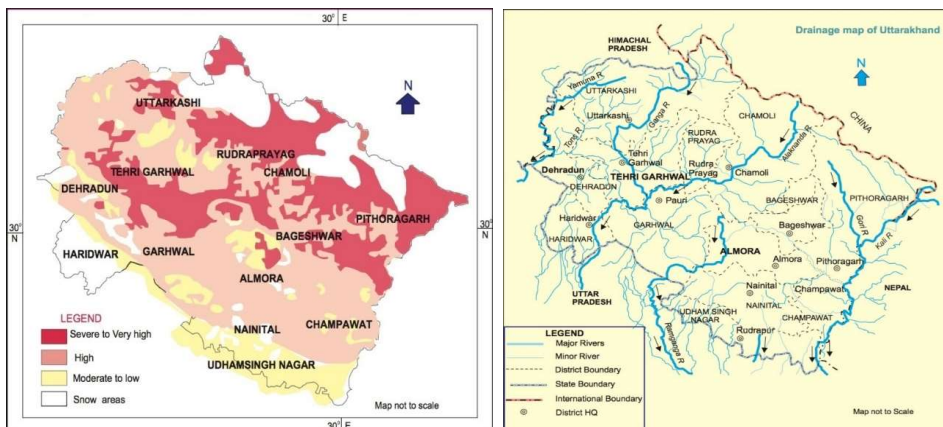 30° E
N
UTTARKASHI
RUDRAPRAYAG
TEHRI GARHWAL
CHAMOLI
DEHRADUN
PITHORAGARH
30° N
30° N
BAGESHWAR
HARIDWAR
GARHWAL
ALMORA
NAINITAL
CHAMPAWAT
UDHAMSINGH NAGAR
LEGEND
Severe to Very high
High
Moderate to low
Snow areas
Map not to scale
30° E
Drainage map of Uttarakhand
HIMACHAL
PRADESH
N
Yamuna R
UTTARKASHI
Uttarkashi
Ganga R
CHAMOLI
CHINA
Tons R
RUDRA
PRAYAG
Alaknanda R
Tehri
Garhwal
Rudra
Prayag
Chamoli
Dehradun
TEHRI GARHWAL
DEHRADUN
Pauri
BAGESHWAR
PITHORAGARH
Haridwar
GARHWAL
HARIDWAR
Bageshwar
Gori R
Kali R
ALMORA
Almora
Pithoragarh
UTTAR
PRADESH
Nainital
Champawat
NEPAL
NAINITAL
UDHAM SINGH
NAGAR
CHAMPAWAT
Ramganga R
Rudrapur
LEGEND
Major Rivers
Minor River
District Boundary
State Boundary
International Boundary
District HQ
Map not to Scale